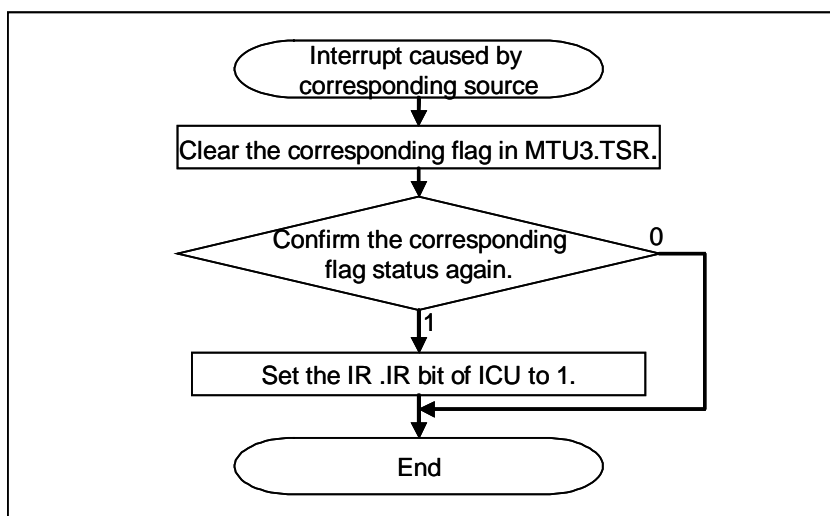 Interrupt caused by
corresponding source
Clear the corresponding flag in MTU3.TSR.
Confirm the corresponding
flag status again.
0
1
Set the IR .IR bit of ICU to 1.
End